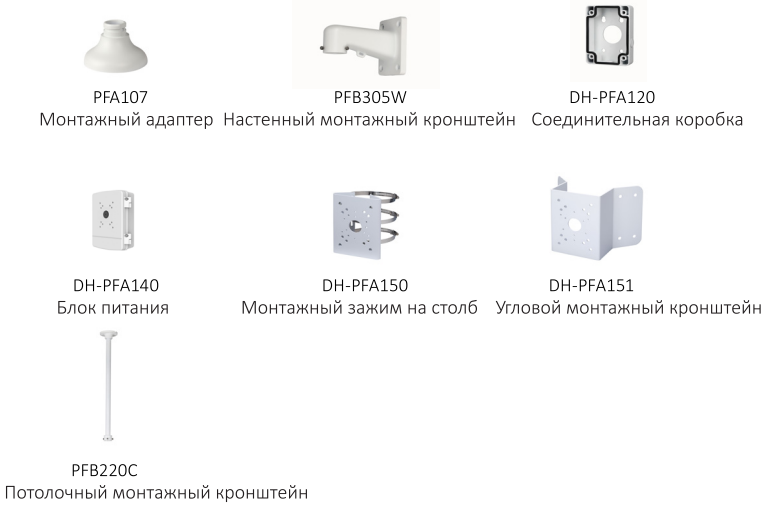 PFA107
Монтажный адаптер
PFB305W
Настенный монтажный кронштейн
DH-PFA120
Соединительная коробка
DH-PFA140
Блок питания
DH-PFA150
Монтажный зажим на столб
DH-PFA151
Угловой монтажный кронштейн
PFB220C
Потолочный монтажный кронштейн